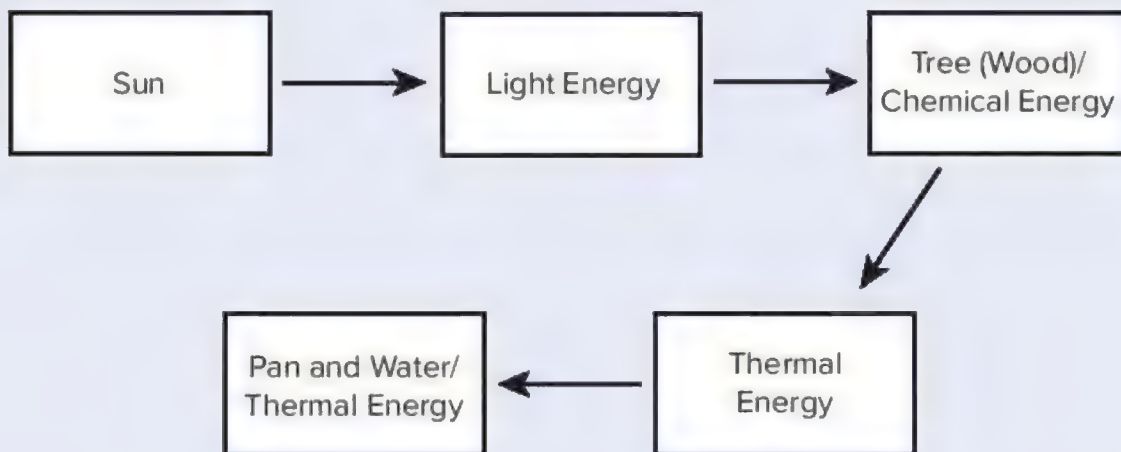 Sun
Light Energy
Tree (Wood)/
Chemical Energy
Pan and Water/
Thermal Energy
Thermal
Energy